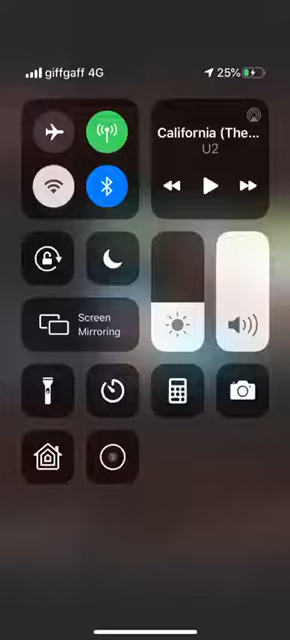 giffgaff 4G
25%
California (The...
U2
Screen
Mirroring